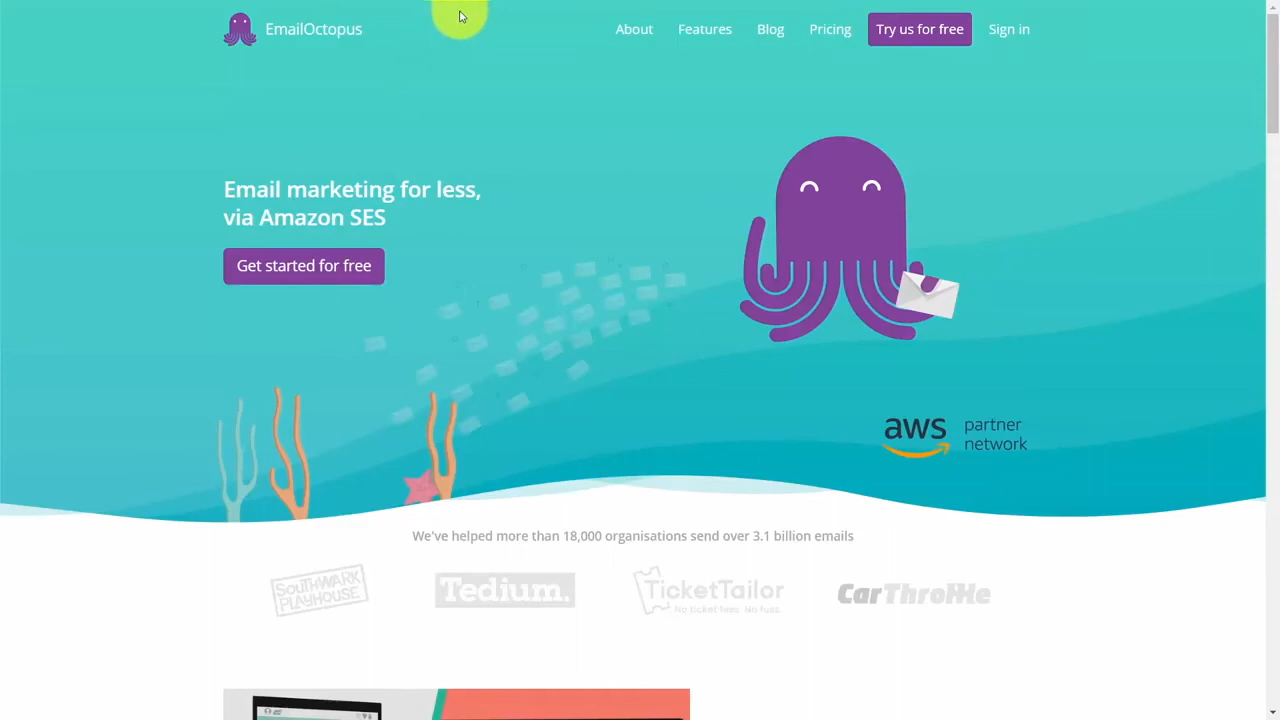 EmailOctopus
About
Features
Blog
Pricing
Try us for free
Sign in
Email marketing for less,
via Amazon SES
Get started for free
aws partner
network
We've helped more than 18,000 organisations send over 3.1 billion emails
SOUTHWARK
PLAYHOUSE
Tedium.
TicketTailor
No ticket fees. No fuss.
CarThrottle